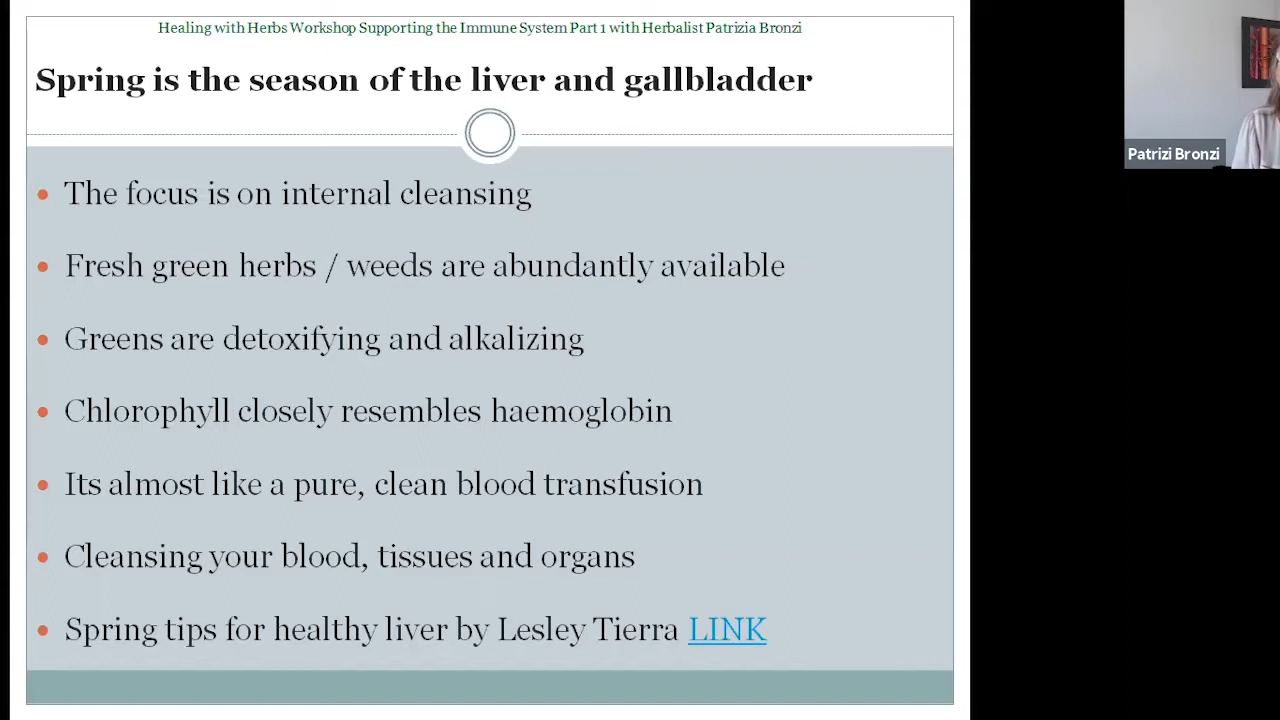 Healing with Herbs Workshop Supporting the Immune System Part 1 with Herbalist Patrizia Bronzi
Spring is the season of the liver and gallbladder
The focus is on internal cleansing
Fresh green herbs / weeds are abundantly available
Greens are detoxifying and alkalizing
Chlorophyll closely resembles haemoglobin
Its almost like a pure, clean blood transfusion
Cleansing your blood, tissues and organs
Spring tips for healthy liver by Lesley Tierra LINK
Patrizi Bronzi